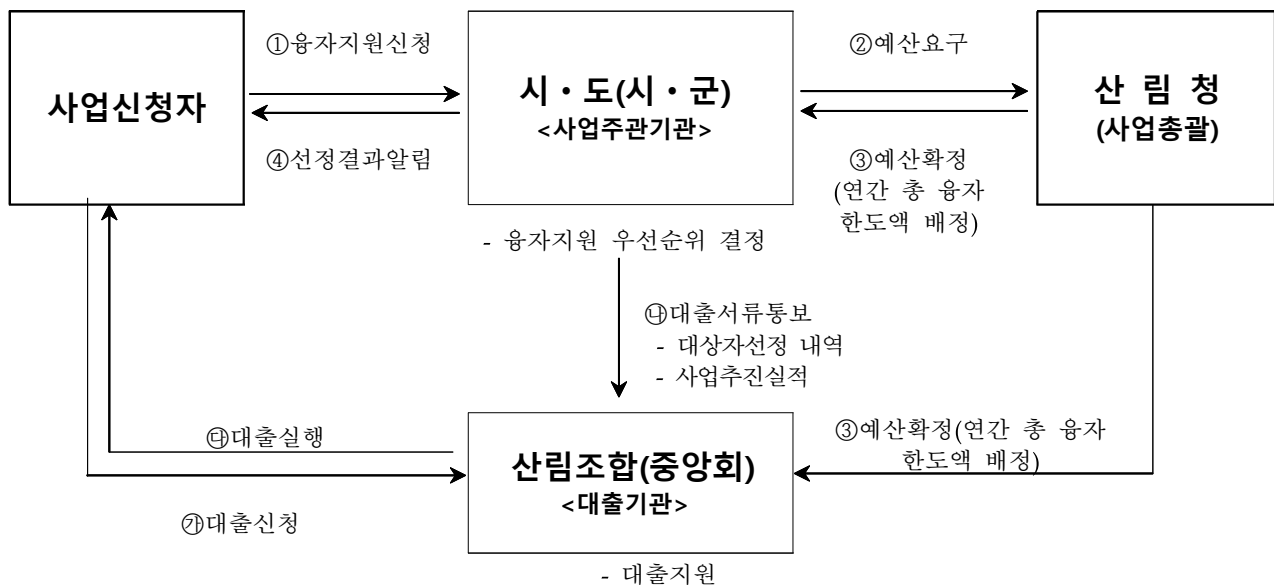 ①융자지원신청
②예산요구
사업신청자
시・도(시・군)
<사업주관기관>
산 림 청
(사업총괄)
④선정결과알림
③예산확정
(연간 총 융자
한도액 배정)
- 융자지원 우선순위 결정
㉯대출서류통보
- 대상자선정 내역
- 사업추진실적
㉰대출실행
③예산확정(연간 총 융자
한도액 배정)
산림조합(중앙회)
<대출기관>
㉮대출신청
- 대출지원